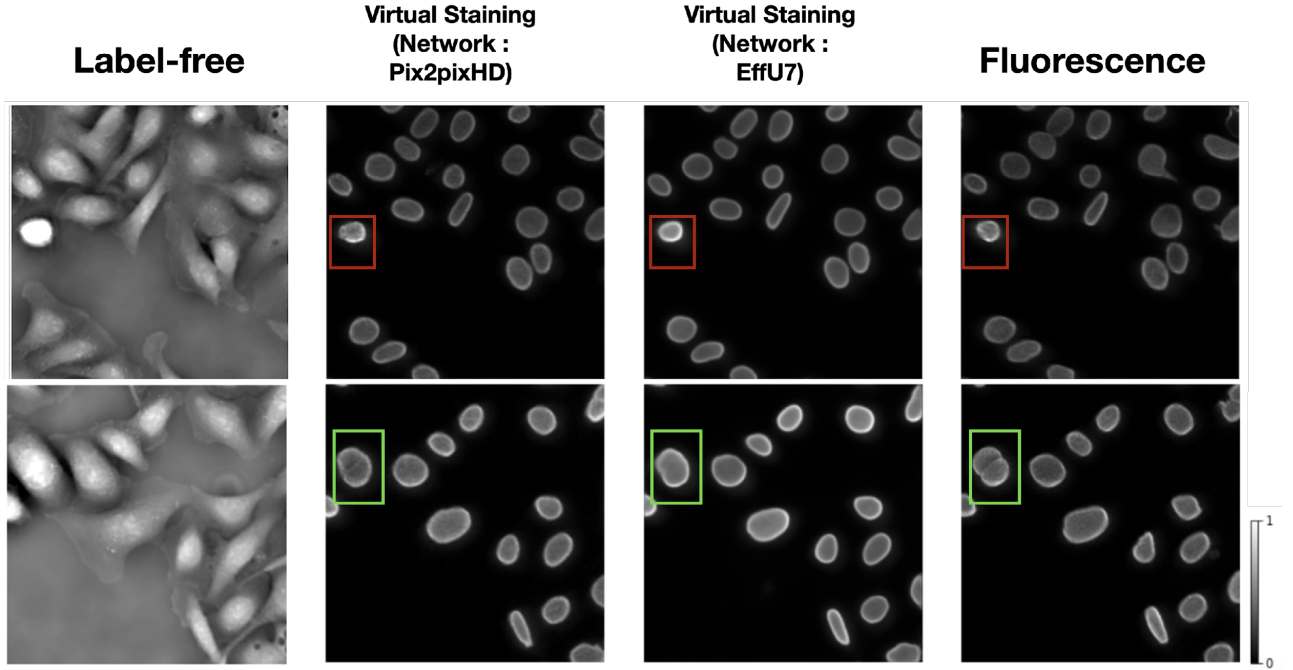 Label-free
Virtual Staining
(Network :
Pix2pixHD)
Virtual Staining
(Network :
EffU7)
Fluorescence
1
0